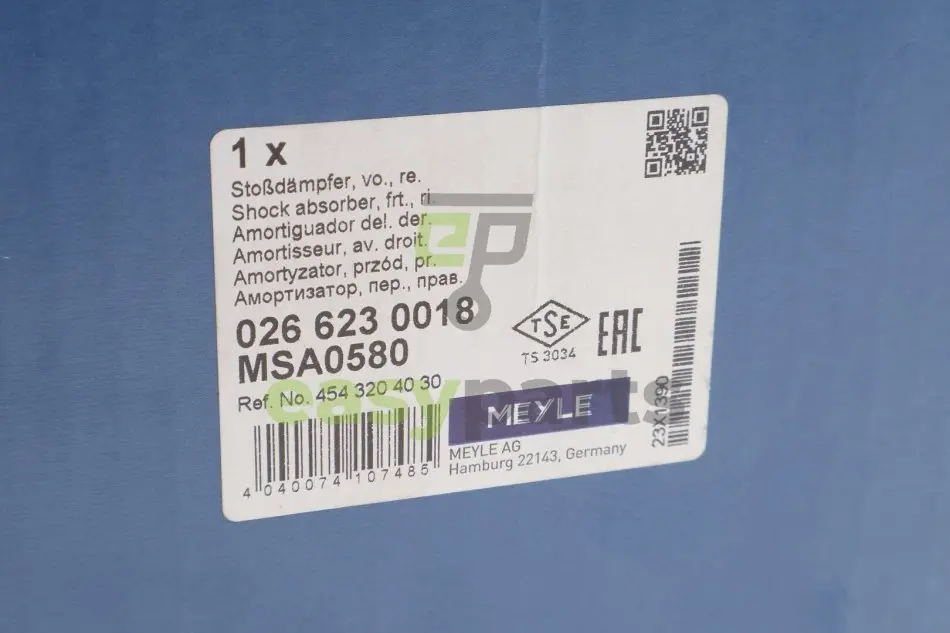 1 x
Stoßdämpfer, vo., re.
Shock absorber, frt., ri.
Amortiguador del. der.
Amortisseur, av. droit.
Amortyzator, przód, pr.
Амортизатор, пер., прав.
026 623 0018
MSA0580
Ref. No. 454 320 40 30
4 040074 107485
TSE
TS 3034
EAC
MEYLE
MEYLE AG
Hamburg 22143, Germany
23X1390
ep
easyparts